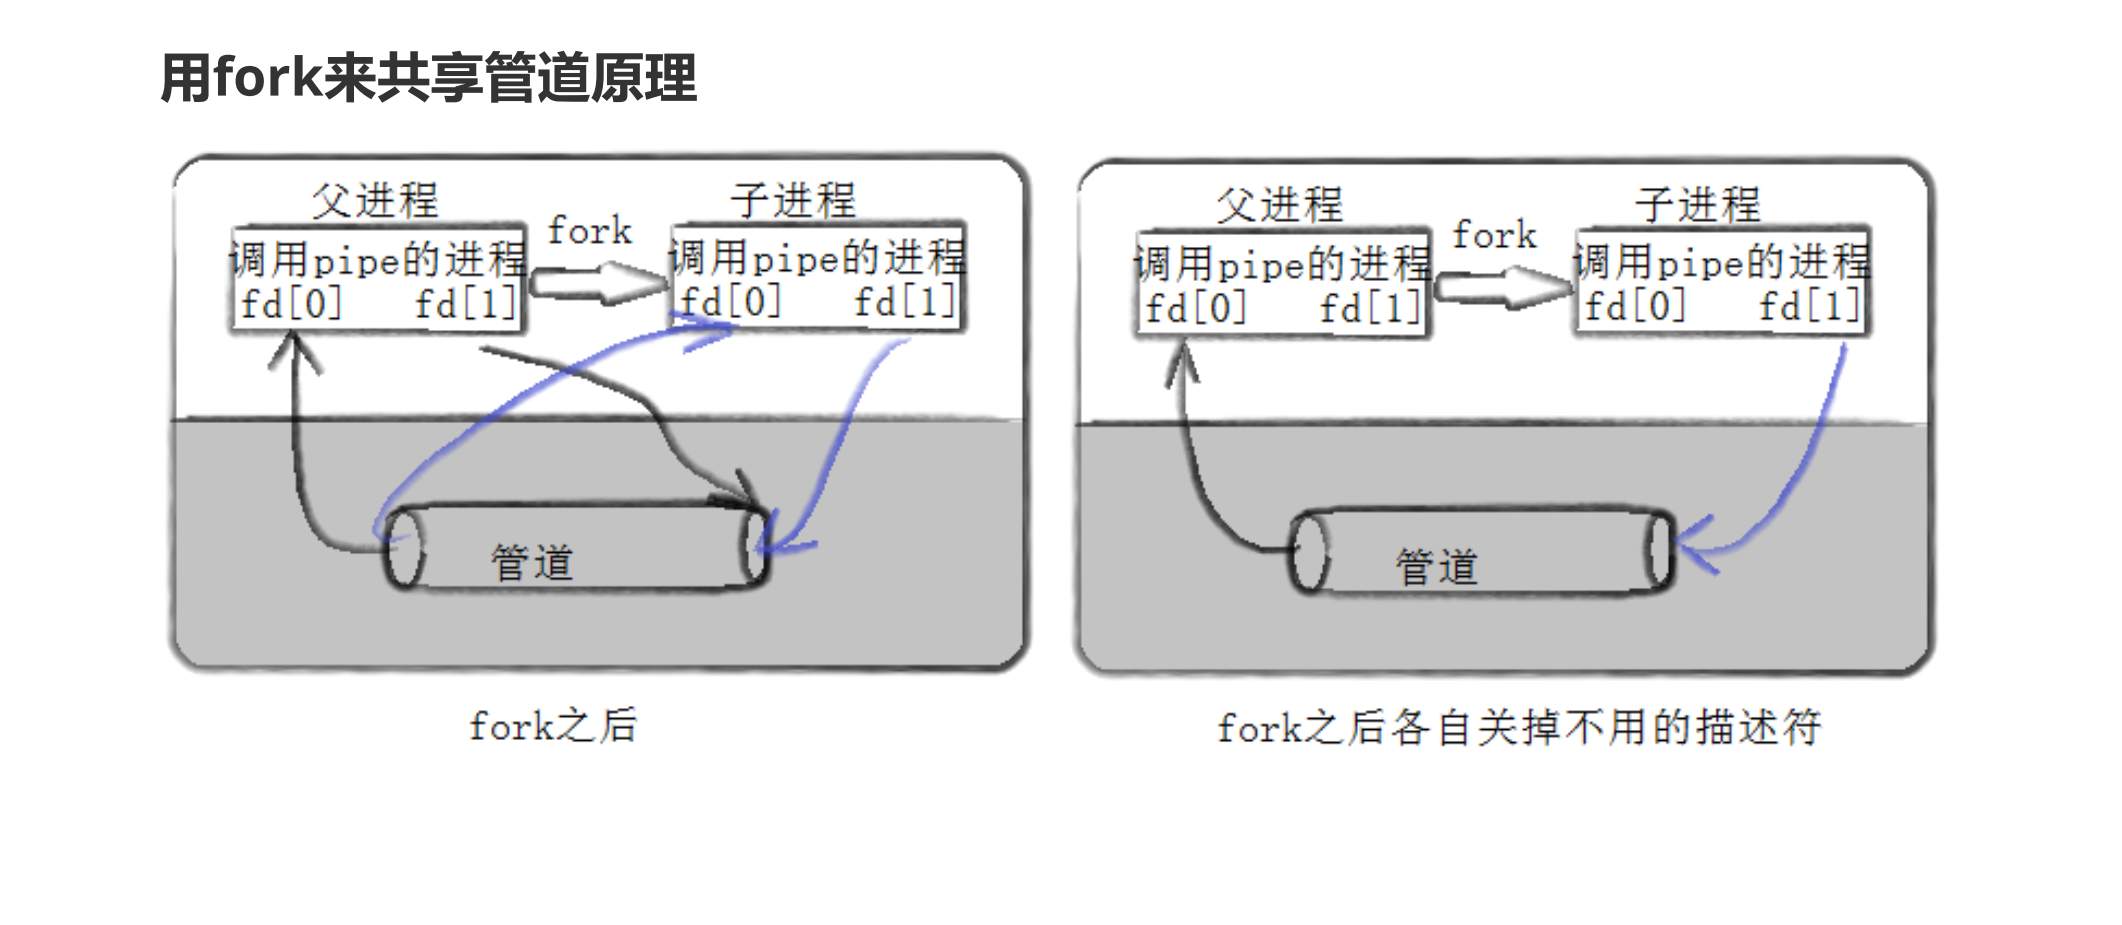 用fork来共享管道原理
父进程
fork
子进程
调用pipe的进程
fd[0] fd[1]
调用pipe的进程
fd[0] fd[1]
管道
fork之后
父进程
fork
子进程
调用pipe的进程
fd[0] fd[1]
调用pipe的进程
fd[0] fd[1]
管道
fork之后各自关掉不用的描述符